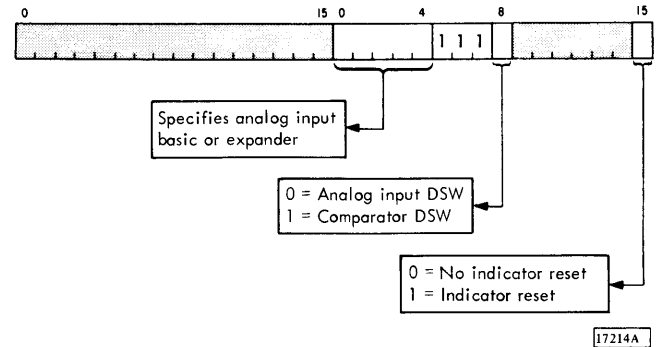 0 15 0 4 8 15
1 1 1
Specifies analog input
basic or expander
0 = Analog input DSW
1 = Comparator DSW
0 = No indicator reset
1 = Indicator reset
17214A